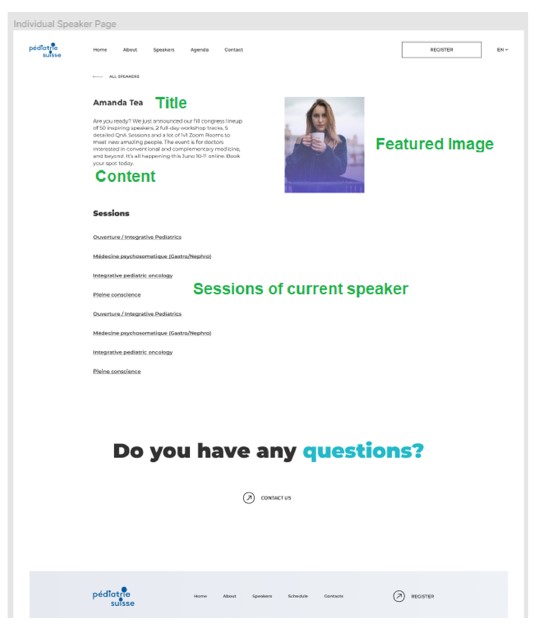 Individual Speaker Page
pédiatrie
suisse
Home About Speakers Agenda Contact REGISTER EN
ALL SPEAKERS
Amanda Tea Title
Are you ready? We just announced our full congress lineup
of 50 inspiring speakers, 2 full-day workshop tracks, 5
detailed Q/A Sessions and a lot of 1v1 Zoom Rooms to
meet new amazing people. The event is for doctors
interested in conventional and complementary medicine,
and beyond. It's all happening this June 10-11 online. Book
your spot today.
Content
Featured Image
Sessions
Ouverture / Integrative Pediatrics
Médecine psychosomatique (Gastro/Nephro)
Integrative pediatric oncology
Pleine conscience
Sessions of current speaker
Ouverture / Integrative Pediatrics
Médecine psychosomatique (Gastro/Nephro)
Integrative pediatric oncology
Pleine conscience
Do you have any questions?
CONTACT US
pédiatrie
suisse
Home About Speakers Schedule Contacts REGISTER